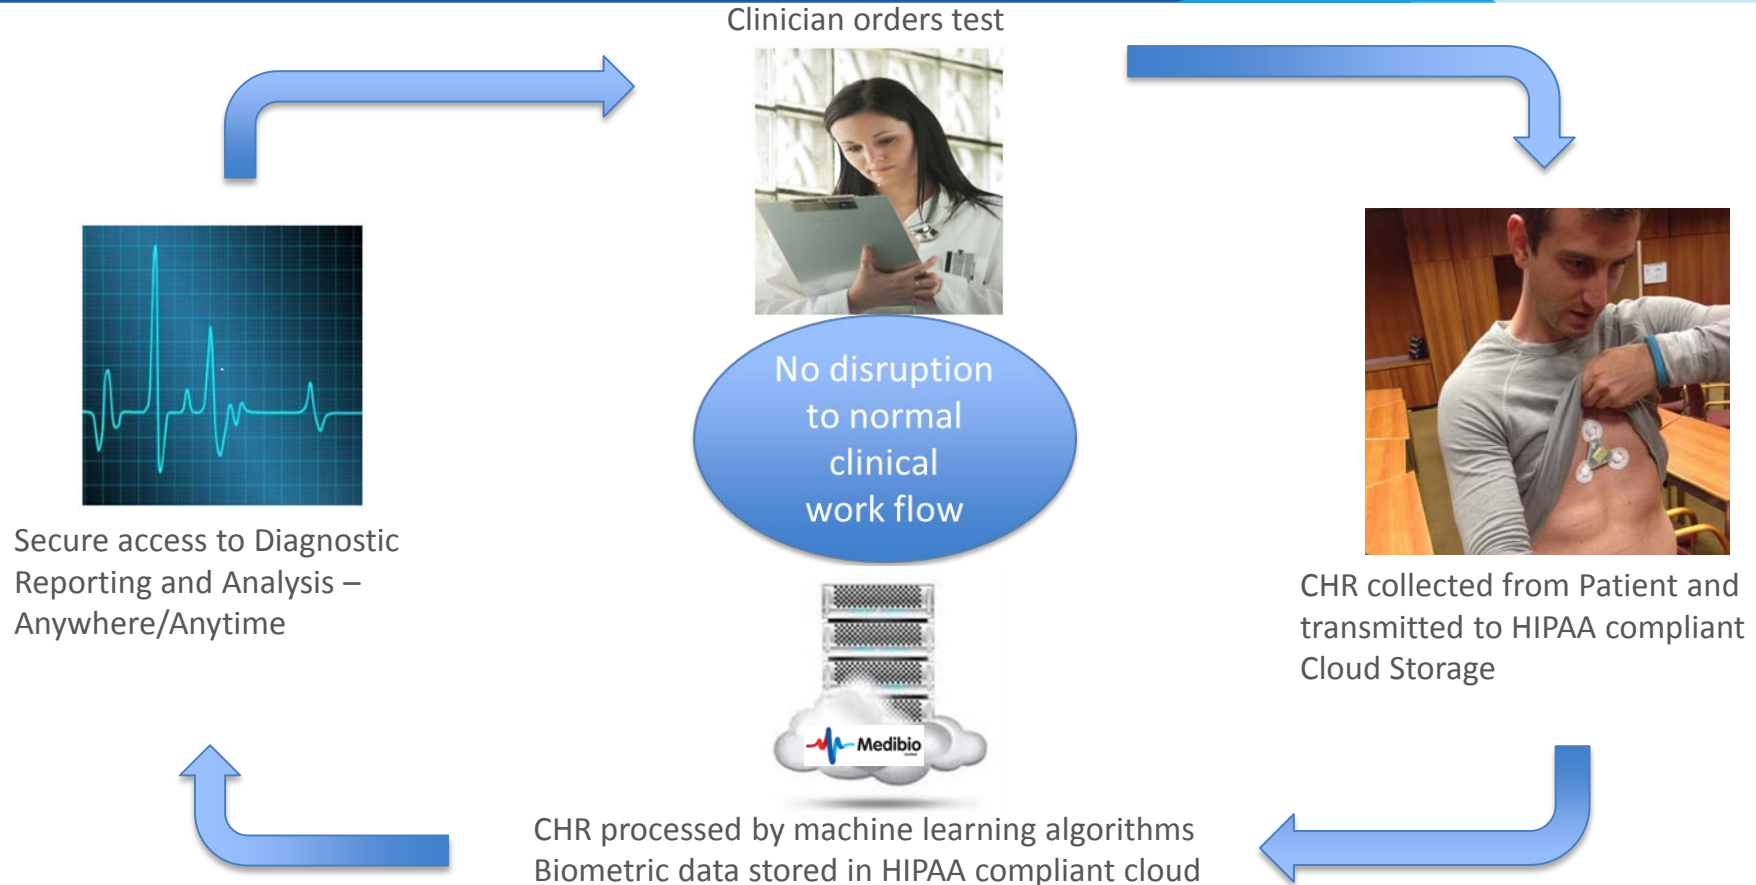 Clinician orders test
No disruption
to normal
clinical
work flow
Secure access to Diagnostic
Reporting and Analysis –
Anywhere/Anytime
CHR collected from Patient and
transmitted to HIPAA compliant
Cloud Storage
Medibio
CHR processed by machine learning algorithms
Biometric data stored in HIPAA compliant cloud